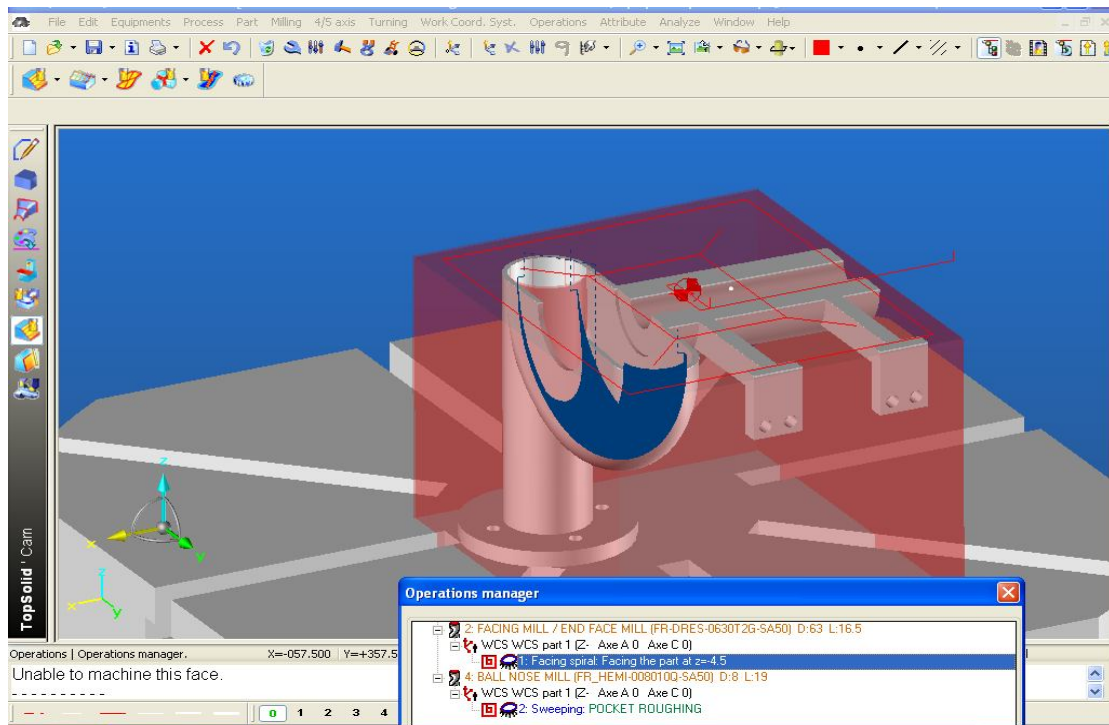 File Edit Equipments Process Part Milling 4/5 axis Turning Work Coord. Syst. Operations Attribute Analyze Window Help
z
x
y
z
x
y
TopSolid'Cam
Operations manager
2: FACING MILL / END FACE MILL (FR-DRES-0630T2G-SA50) D:63 L:16.5
WCS WCS part 1 (Z- Axe A 0 Axe C 0)
1: Facing spiral: Facing the part at z=-4.5
4: BALL NOSE MILL (FR_HEMI-008010Q-SA50) D:8 L:19
WCS WCS part 1 (Z- Axe A 0 Axe C 0)
2: Sweeping: POCKET ROUGHING
Operations | Operations manager. X=-057.500 Y=+357.5
Unable to machine this face.
----------
0 1 2 3 4